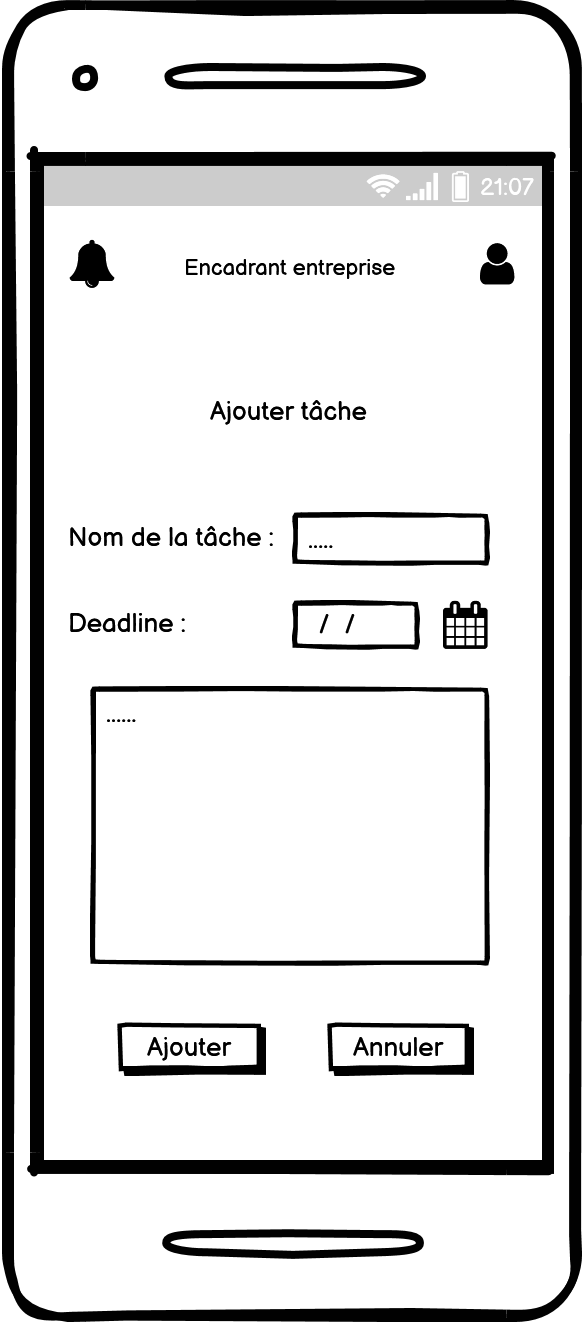 21:07
Encadrant entreprise
Ajouter tâche
Nom de la tâche : .....
Deadline : / /
......
Ajouter Annuler